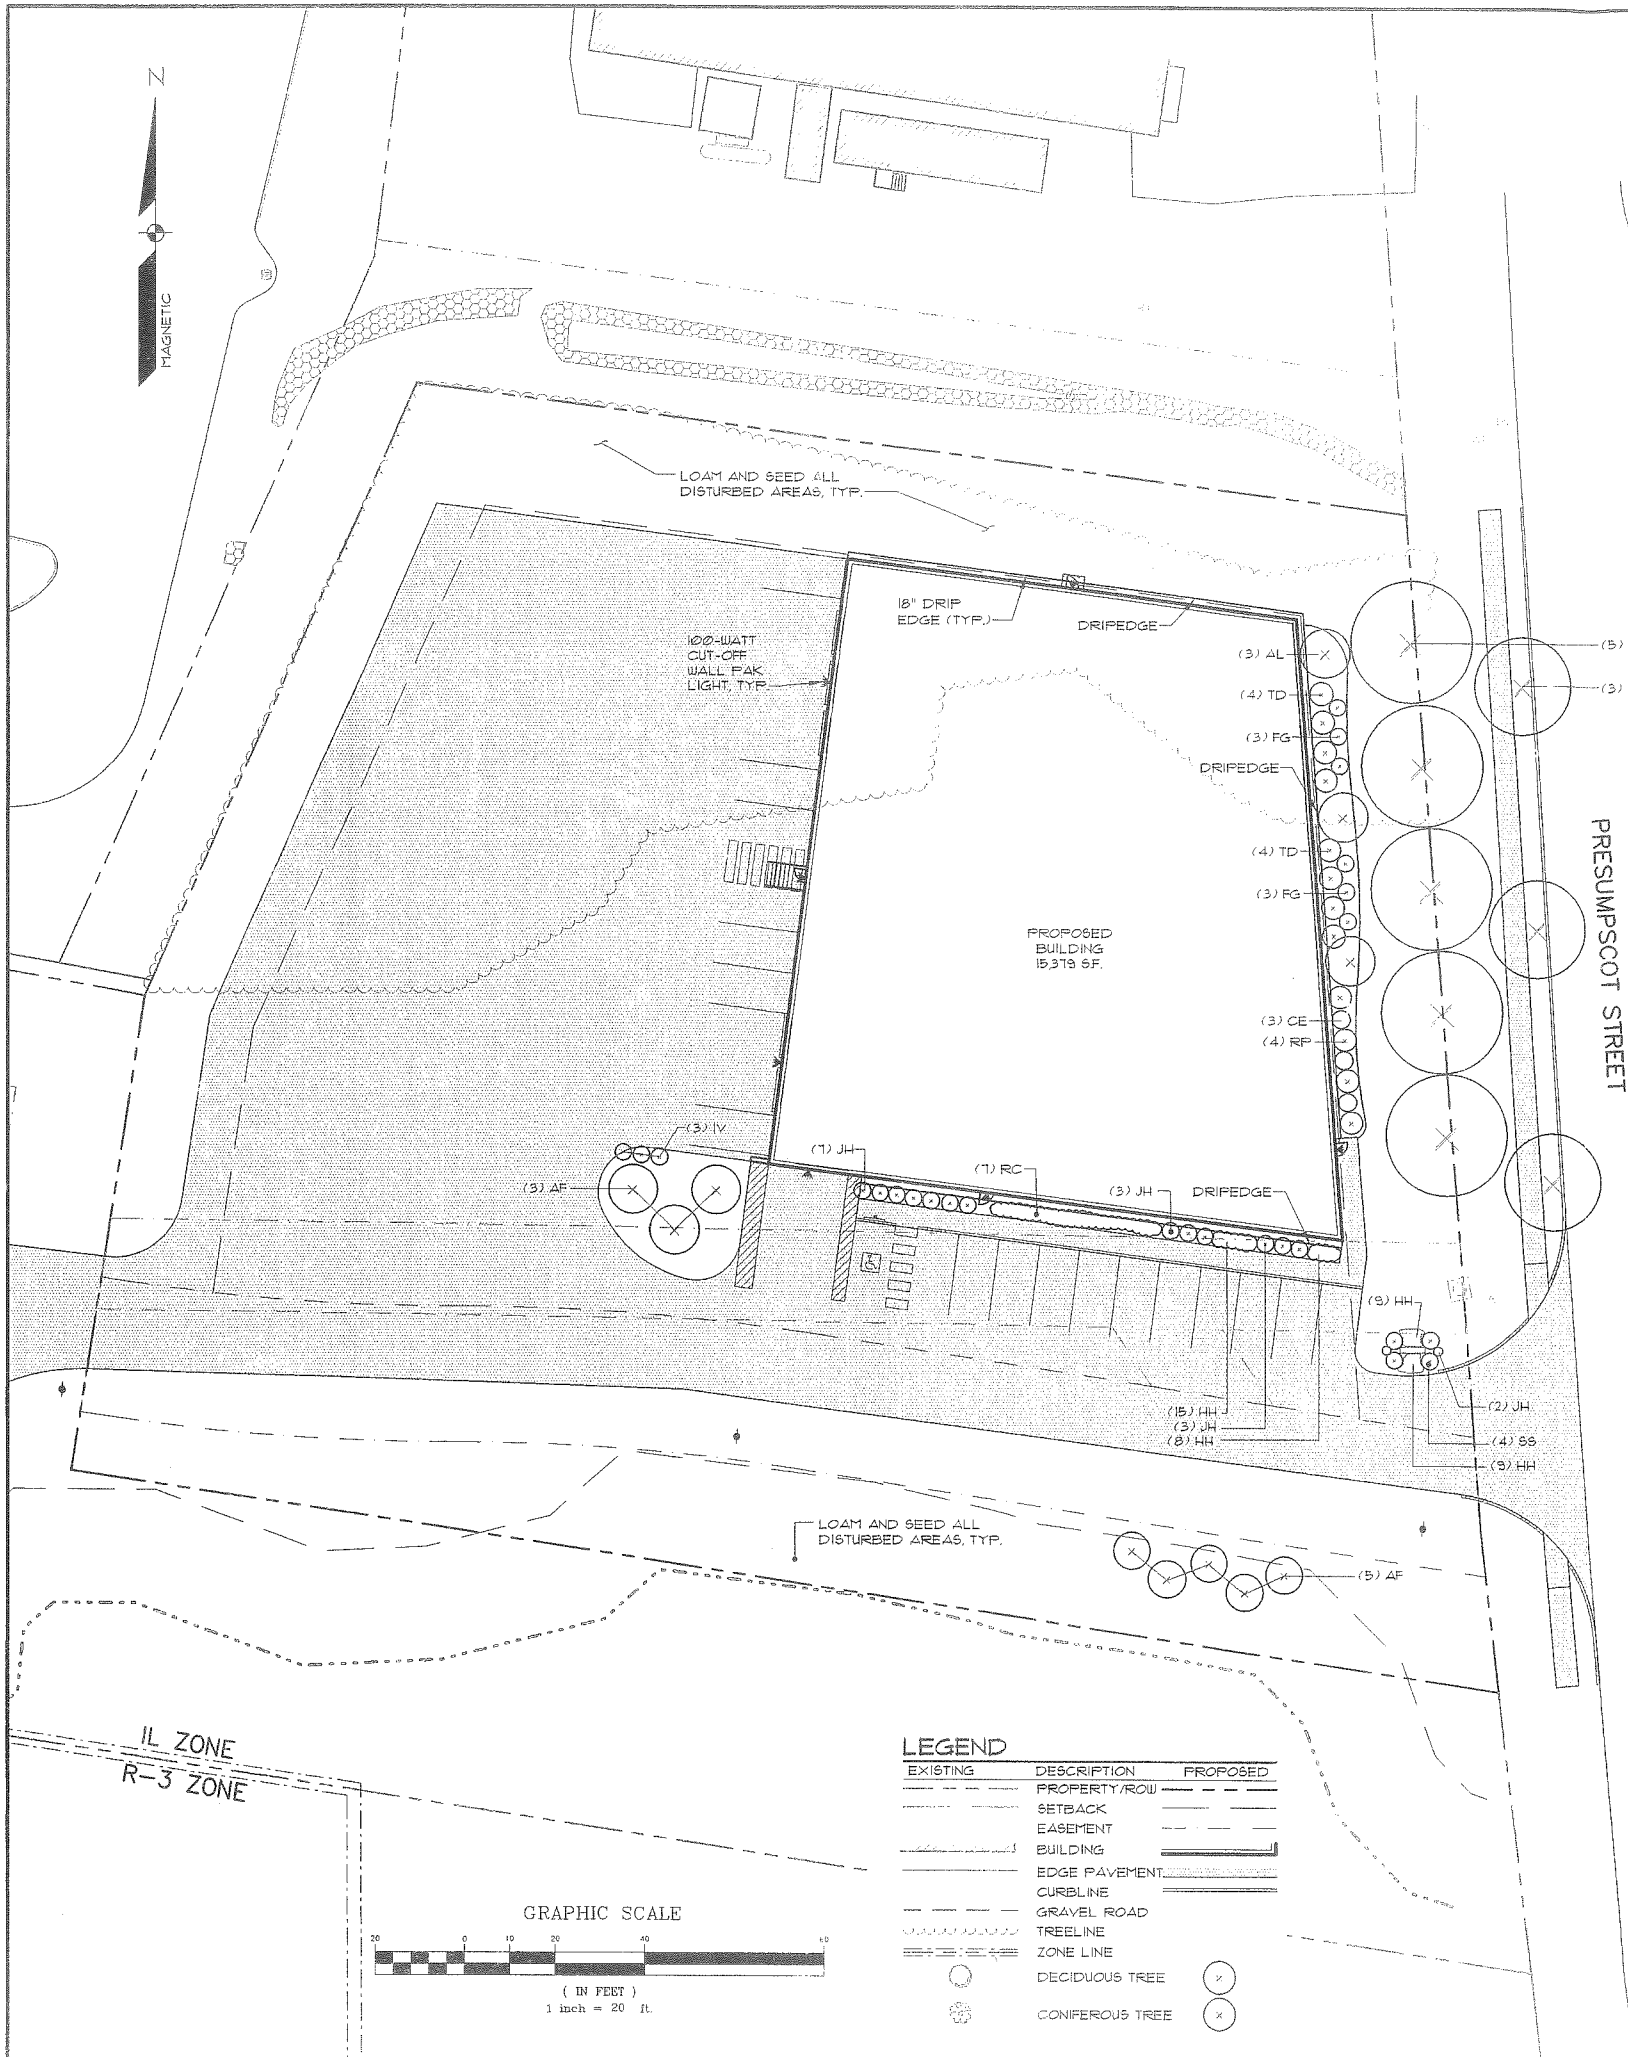 N
MAGNETIC
LOAM AND SEED ALL
DISTURBED AREAS, TYP.
18" DRIP
EDGE (TYP.)
DRIPEDGE
100-WATT
CUT-OFF
WALL PAK
LIGHT, TYP.
(3) AL
(4) TD
(3) FG
DRIPEDGE
(4) TD
(3) FG
(3) CE
(4) RP
(5)
(3)
PRESUMPSCOT STREET
PROPOSED
BUILDING
15,379 S.F.
(3) IV
(3) AF
(7) JH
(7) RC
(3) JH
DRIPEDGE
(9) HH
(15) HH
(3) JH
(8) HH
(2) JH
(4) SS
(9) HH
LOAM AND SEED ALL
DISTURBED AREAS, TYP.
(5) AF
IL ZONE
R-3 ZONE
LEGEND
EXISTING DESCRIPTION PROPOSED
PROPERTY/ROW
SETBACK
EASEMENT
BUILDING
EDGE PAVEMENT
CURBLINE
GRAVEL ROAD
TREELINE
ZONE LINE
DECIDUOUS TREE
CONIFEROUS TREE
GRAPHIC SCALE
20 0 10 20 40 60
( IN FEET )
1 inch = 20 ft.